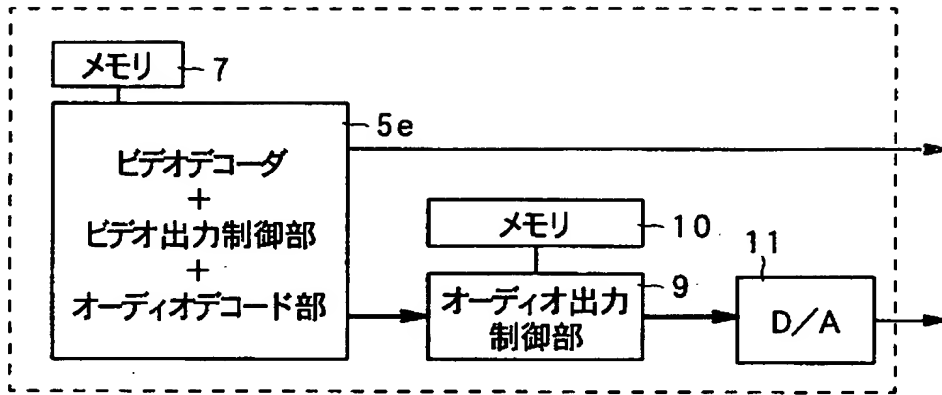 メモリ
7
5e
ビデオデコーダ
+
ビデオ出力制御部
+
オーディオデコード部
メモリ
10
オーディオ出力
制御部
9
11
D/A